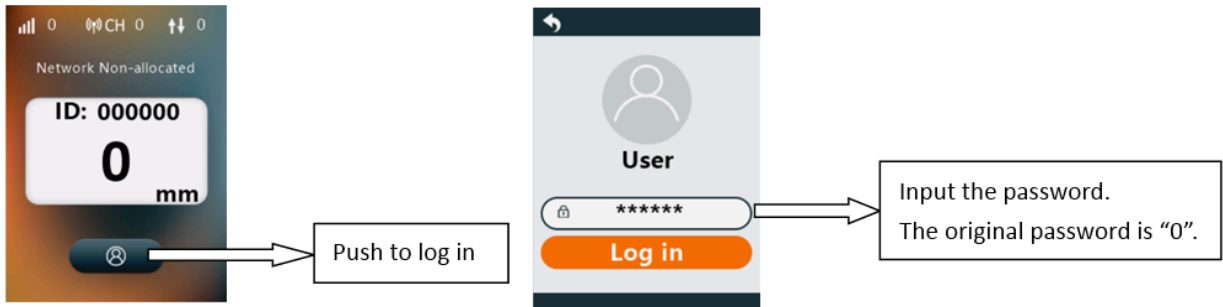 0 CH 0 0
Network Non-allocated
ID: 000000
0
mm
Push to log in
User
******
Log in
Input the password.
The original password is “0”.